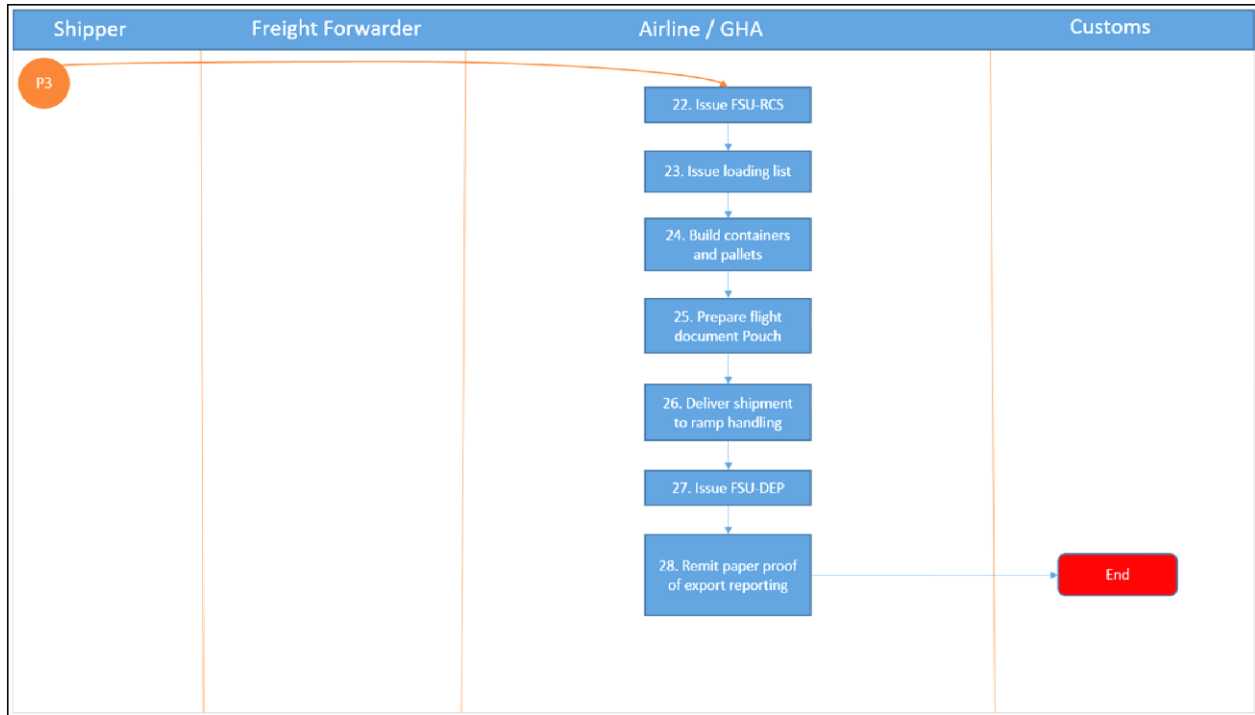 Shipper
Freight Forwarder
Airline / GHA
Customs
P3
22. Issue FSU-RCS
23. Issue loading list
24. Build containers
and pallets
25. Prepare flight
document Pouch
26. Deliver shipment
to ramp handling
27. Issue FSU-DEP
28. Remit paper proof
of export reporting
End